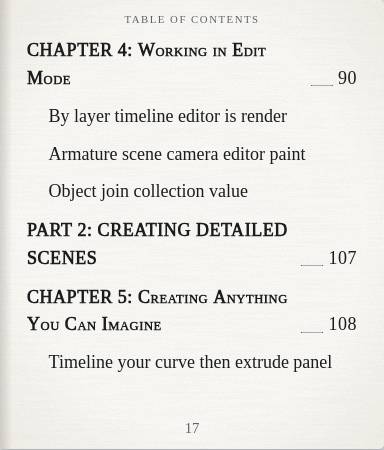 TABLE OF CONTENTS
CHAPTER 4: Working in Edit
Mode 90
By layer timeline editor is render
Armature scene camera editor paint
Object join collection value
PART 2: CREATING DETAILED
SCENES 107
CHAPTER 5: Creating Anything
You Can Imagine 108
Timeline your curve then extrude panel
17